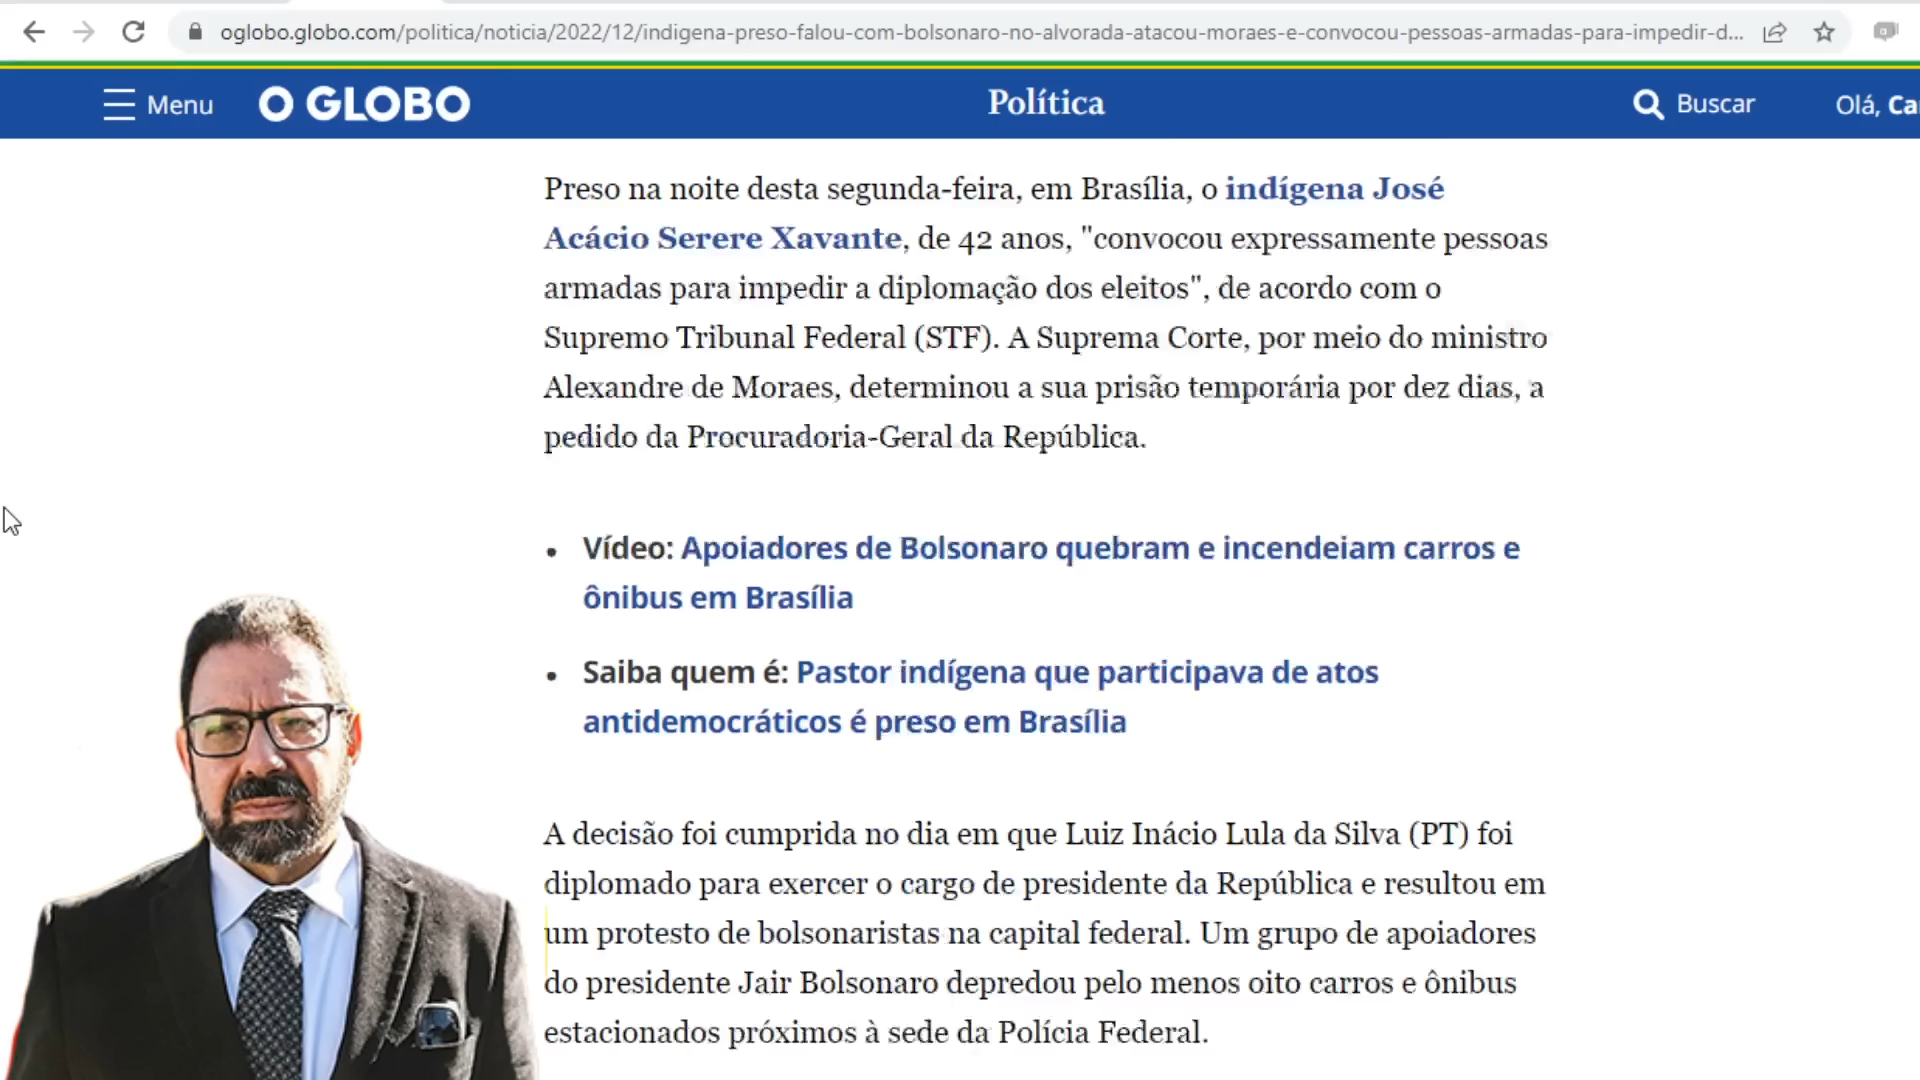 oglobo.globo.com/politica/noticia/2022/12/indigena-preso-falou-com-bolsonaro-no-alvorada-atacou-moraes-e-convocou-pessoas-armadas-para-impedir-d...
Menu O GLOBO Política Buscar Olá, Ca
Preso na noite desta segunda-feira, em Brasília, o indígena José
Acácio Serere Xavante, de 42 anos, "convocou expressamente pessoas
armadas para impedir a diplomação dos eleitos", de acordo com o
Supremo Tribunal Federal (STF). A Suprema Corte, por meio do ministro
Alexandre de Moraes, determinou a sua prisão temporária por dez dias, a
pedido da Procuradoria-Geral da República.
• Vídeo: Apoiadores de Bolsonaro quebram e incendeiam carros e
ônibus em Brasília
• Saiba quem é: Pastor indígena que participava de atos
antidemocráticos é preso em Brasília
A decisão foi cumprida no dia em que Luiz Inácio Lula da Silva (PT) foi
diplomado para exercer o cargo de presidente da República e resultou em
um protesto de bolsonaristas na capital federal. Um grupo de apoiadores
do presidente Jair Bolsonaro depredou pelo menos oito carros e ônibus
estacionados próximos à sede da Polícia Federal.